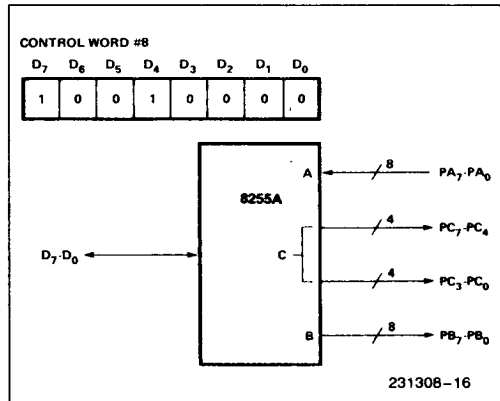 CONTROL WORD #8
D7 D6 D5 D4 D3 D2 D1 D0
1 0 0 1 0 0 0 0
8255A
A
8
PA7-PA0
4
PC7-PC4
D7-D0
C
4
PC3-PC0
B
8
PB7-PB0
231308-16